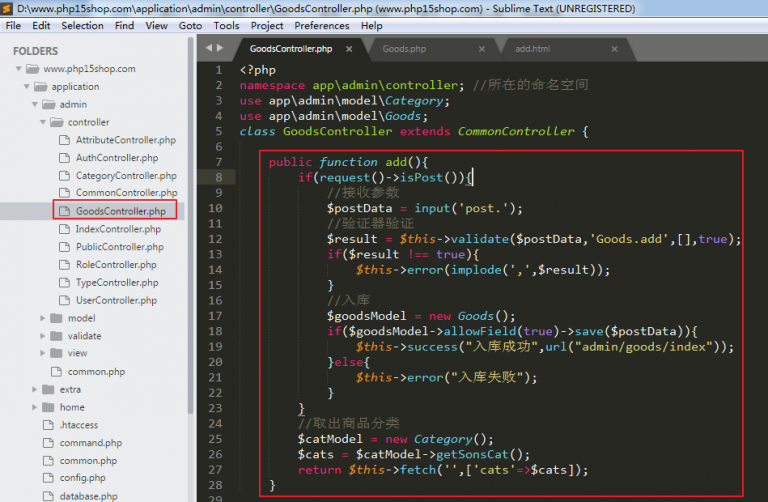 D:\www.php15shop.com\application\admin\controller\GoodsController.php (www.php15shop.com) - Sublime Text (UNREGISTERED)
File Edit Selection Find View Goto Tools Project Preferences Help
FOLDERS
www.php15shop.com
application
admin
controller
AttributeController.php
AuthController.php
CategoryController.php
CommonController.php
GoodsController.php
IndexController.php
PublicController.php
RoleController.php
TypeController.php
UserController.php
model
validate
view
common.php
extra
home
.htaccess
command.php
common.php
config.php
database.php
GoodsController.php × Goods.php × add.html ×
1 <?php
2 namespace app\admin\controller; //所在的命名空间
3 use app\admin\model\Category;
4 use app\admin\model\Goods;
5 class GoodsController extends CommonController {
6
7 public function add(){
8 if(request()->isPost()){
9 //接收参数
10 $postData = input('post.');
11 //验证器验证
12 $result = $this->validate($postData,'Goods.add',[],true);
13 if($result !== true){
14 $this->error(implode(',',$result));
15 }
16 //入库
17 $goodsModel = new Goods();
18 if($goodsModel->allowField(true)->save($postData)){
19 $this->success("入库成功",url("admin/goods/index"));
20 }else{
21 $this->error("入库失败");
22 }
23 }
24 //取出商品分类
25 $catModel = new Category();
26 $cats = $catModel->getSonsCat();
27 return $this->fetch('',['cats'=>$cats]);
28 }
29